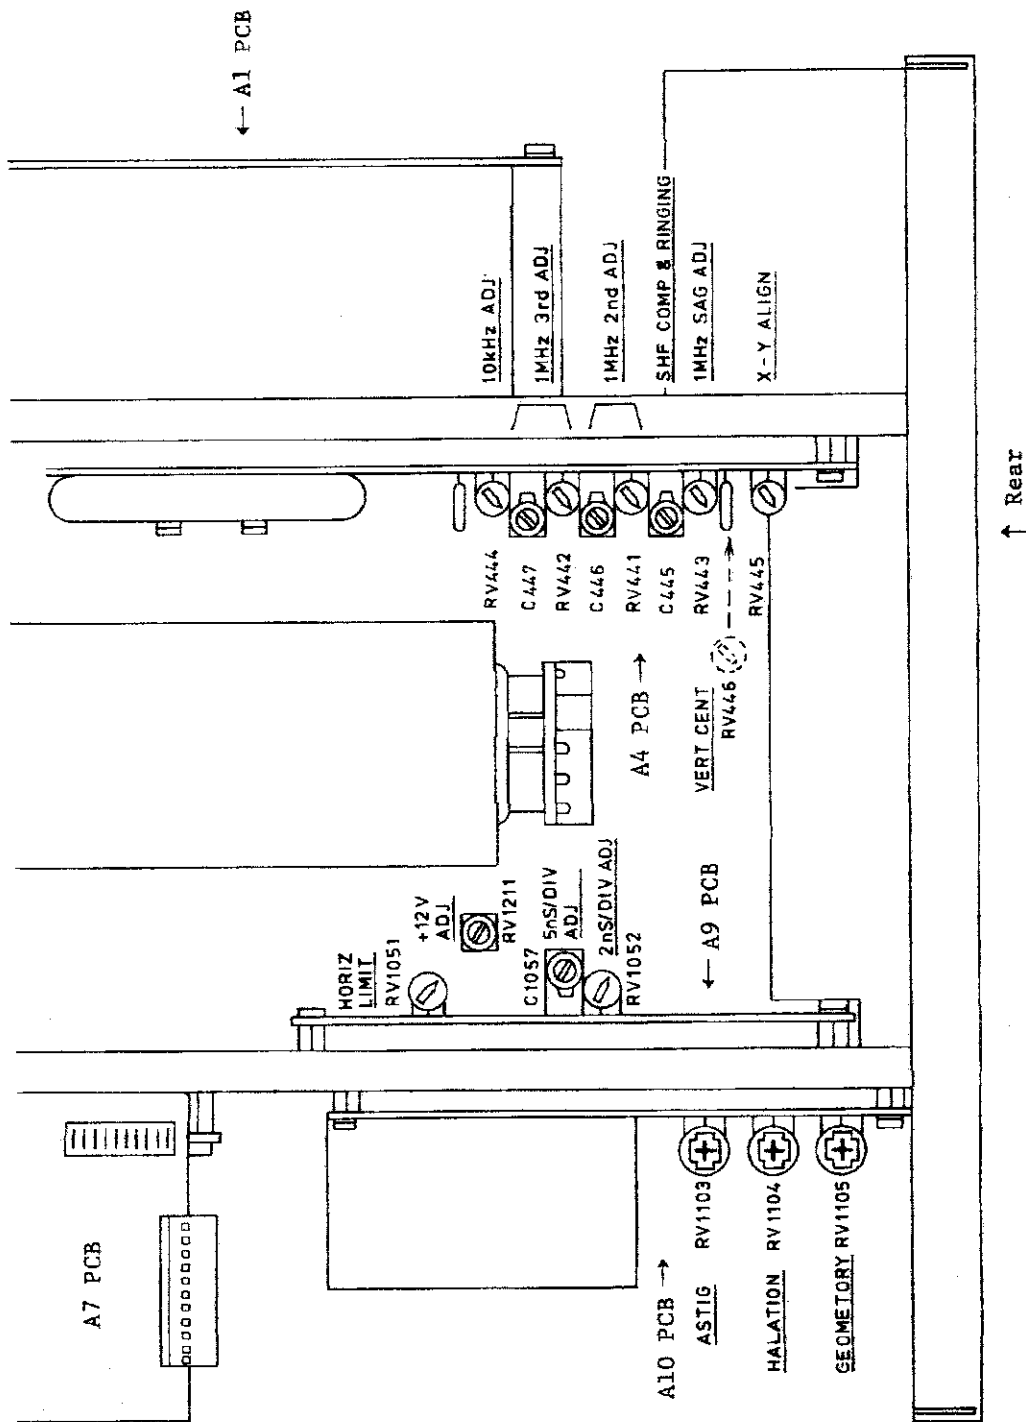 ← A1 PCB
10kHz ADJ
1MHz 3rd ADJ
1MHz 2nd ADJ
SHF COMP & RINGING
1MHz SAG ADJ
X-Y ALIGN
RV444
C447
RV442
C446
RV441
C445
RV443
RV445
A4 PCB →
VERT CENT
RV446
HORIZ
LIMIT
RV1051
+12V
ADJ
RV1211
C1057
5nS/DIV
ADJ
2nS/DIV ADJ
RV1052
← A9 PCB
A7 PCB
A10 PCB →
ASTIG RV1103
HALATION RV1104
GEOMETORY RV1105
↑ Rear